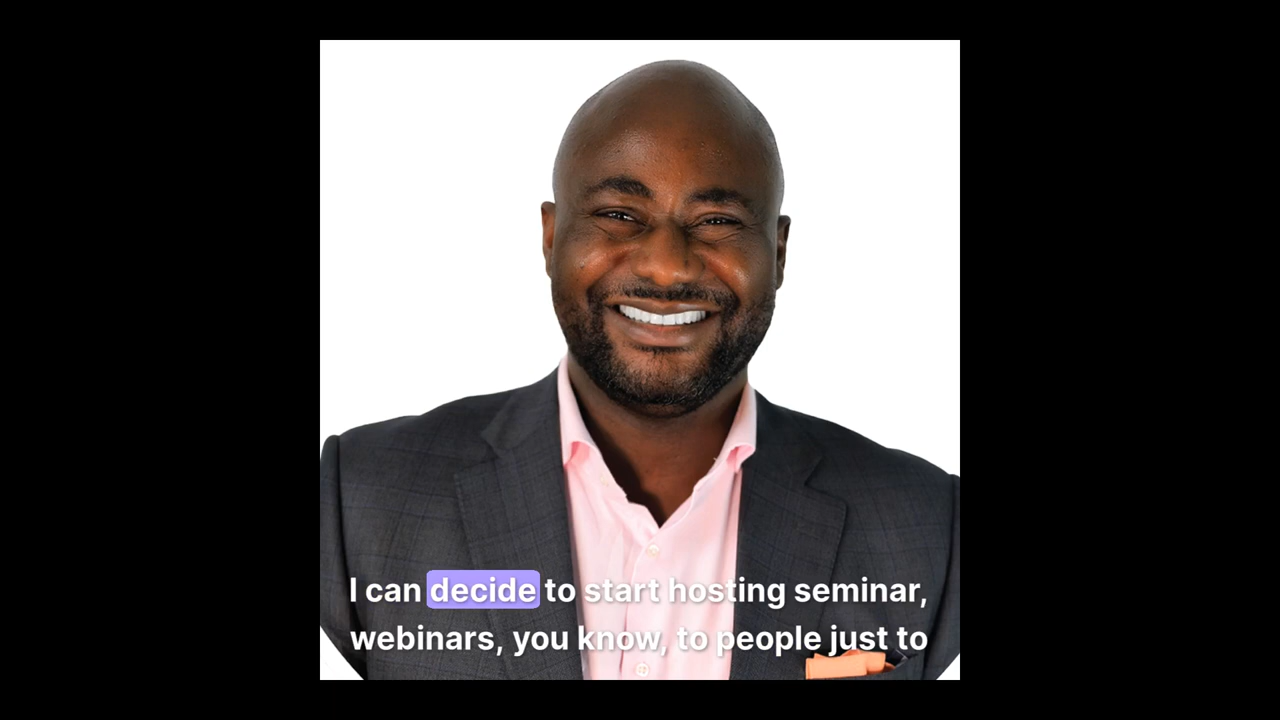 I can decide to start hosting seminar,
webinars, you know, to people just to